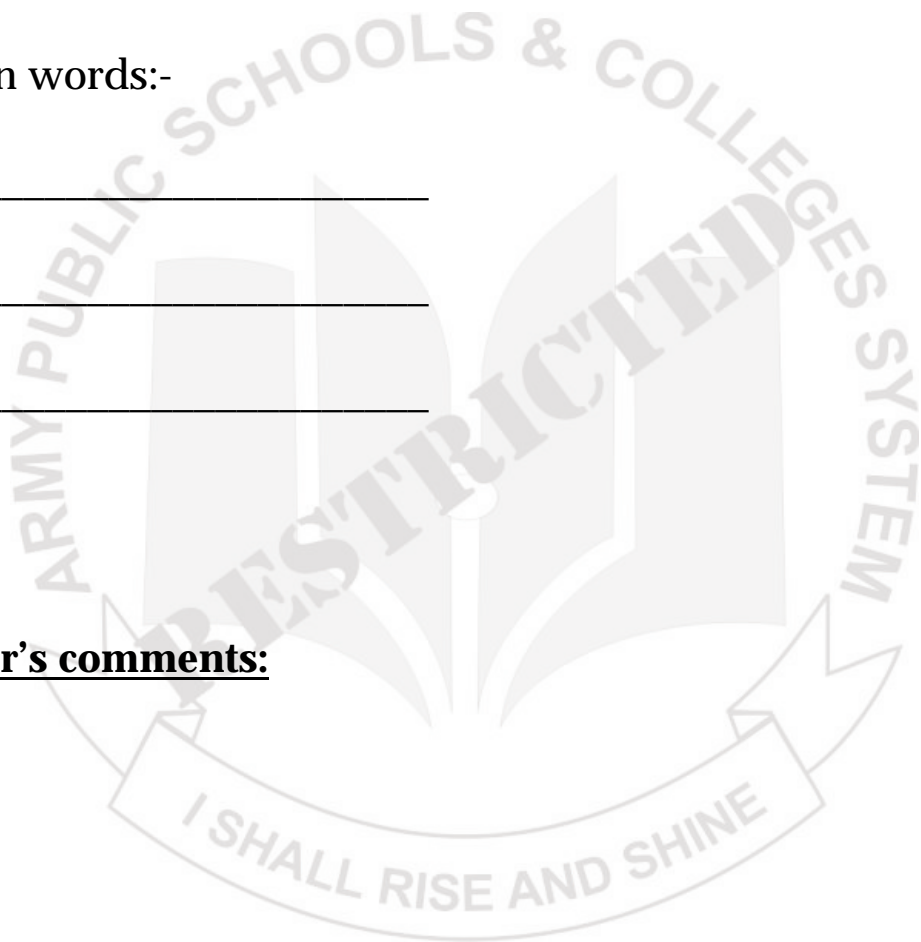 n words:-
r's comments:
ARMY PUBLIC SCHOOLS & COLLEGES SYSTEM
RESTRICTED
I SHALL RISE AND SHINE